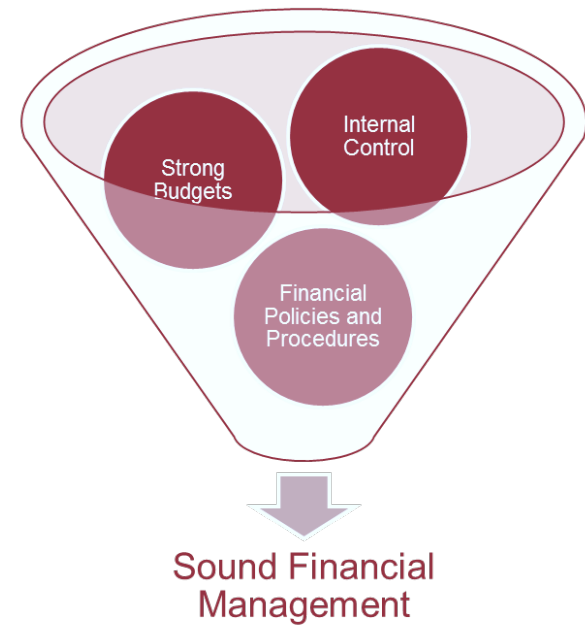 Internal
Control
Strong
Budgets
Financial
Policies and
Procedures
Sound Financial
Management